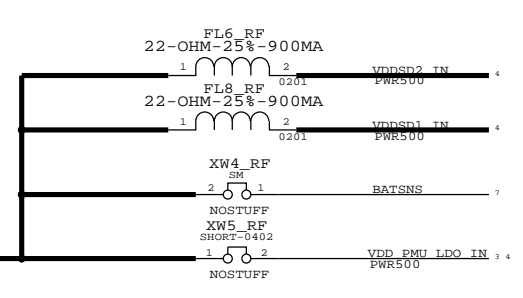 FL6_RF
22-OHM-25%-900MA
1 2 VDDSD2_IN 4
0201 PWR500
FL8_RF
22-OHM-25%-900MA
1 2 VDDSD1_IN 4
0201 PWR500
XW4_RF
SM
2 1 BATSNS 7
NOSTUFF
XW5_RF
SHORT-0402
1 2 VDD_PMU_LDO_IN 3 4
PWR500
NOSTUFF